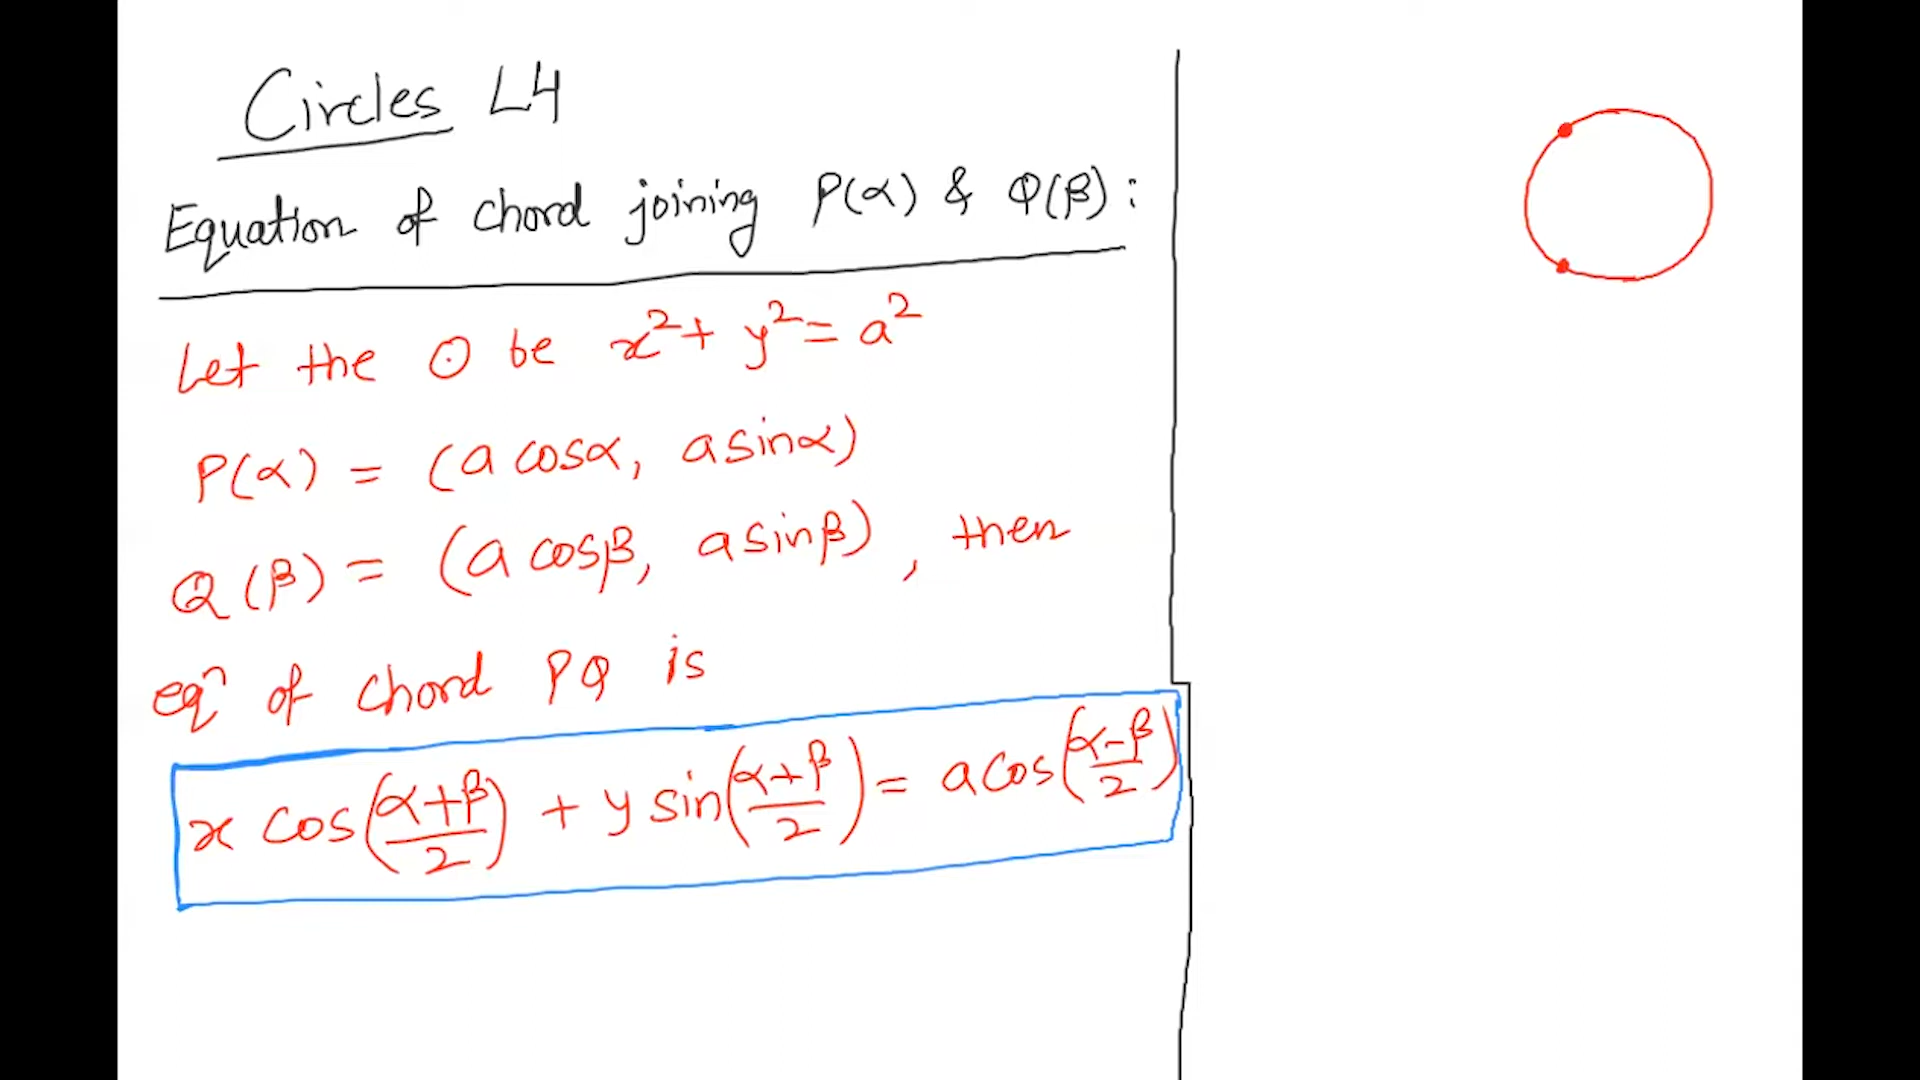 Circles L4
Equation of chord joining P(α) & Q(β) :
Let the ⊙ be x² + y² = a²
P(α) = (a cosα, a sinα)
Q(β) = (a cosβ, a sinβ), then
eqⁿ of chord PQ is
x cos((α+β)/2) + y sin((α+β)/2) = a cos((α-β)/2)